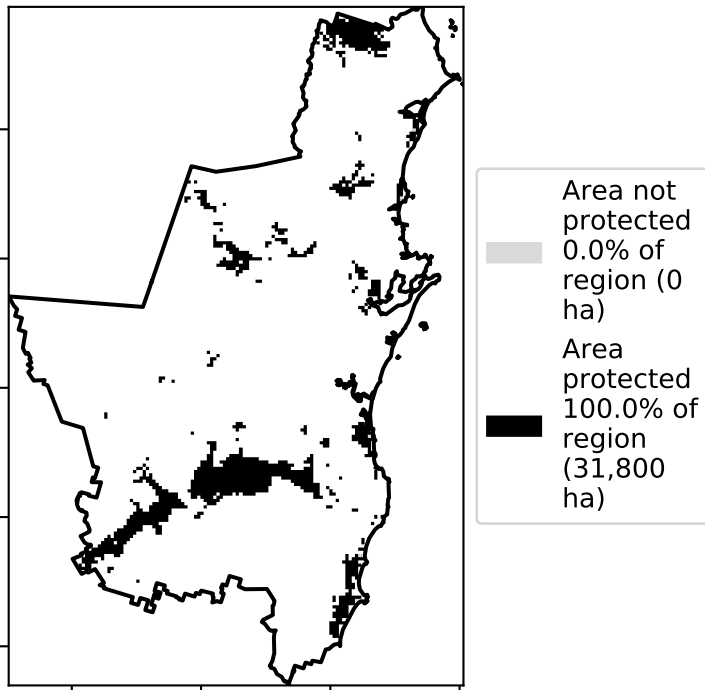 Area not
protected
0.0% of
region (0
ha)
Area
protected
100.0% of
region
(31,800
ha)